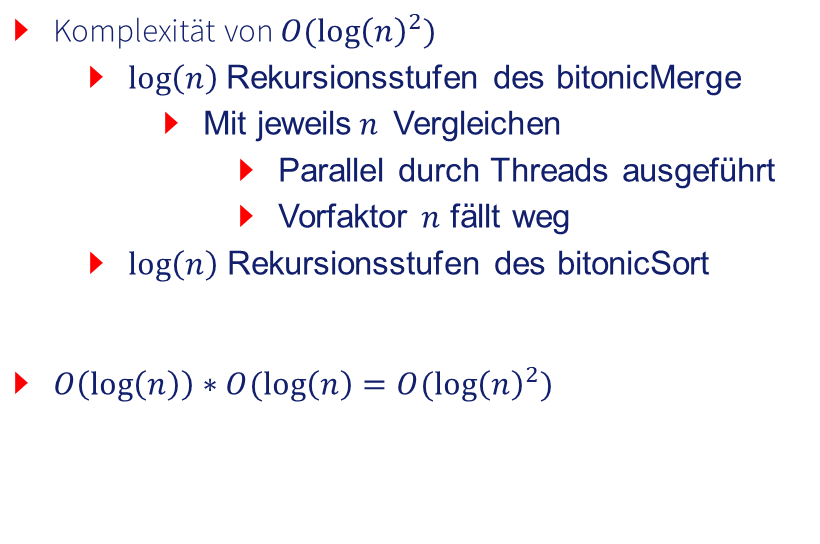 Komplexität von O(log(n)²)
log(n) Rekursionsstufen des bitonicMerge
Mit jeweils n Vergleichen
Parallel durch Threads ausgeführt
Vorfaktor n fällt weg
log(n) Rekursionsstufen des bitonicSort
O(log(n)) ∗ O(log(n) = O(log(n)²)